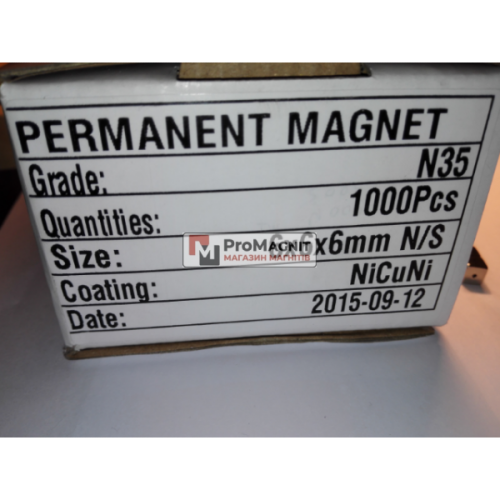 PERMANENT MAGNET
Grade: N35
Quantities: 1000Pcs
Size: x6mm N/S
ProMagnit
МАГАЗИН МАГНІТІВ
Coating: NiCuNi
Date: 2015-09-12